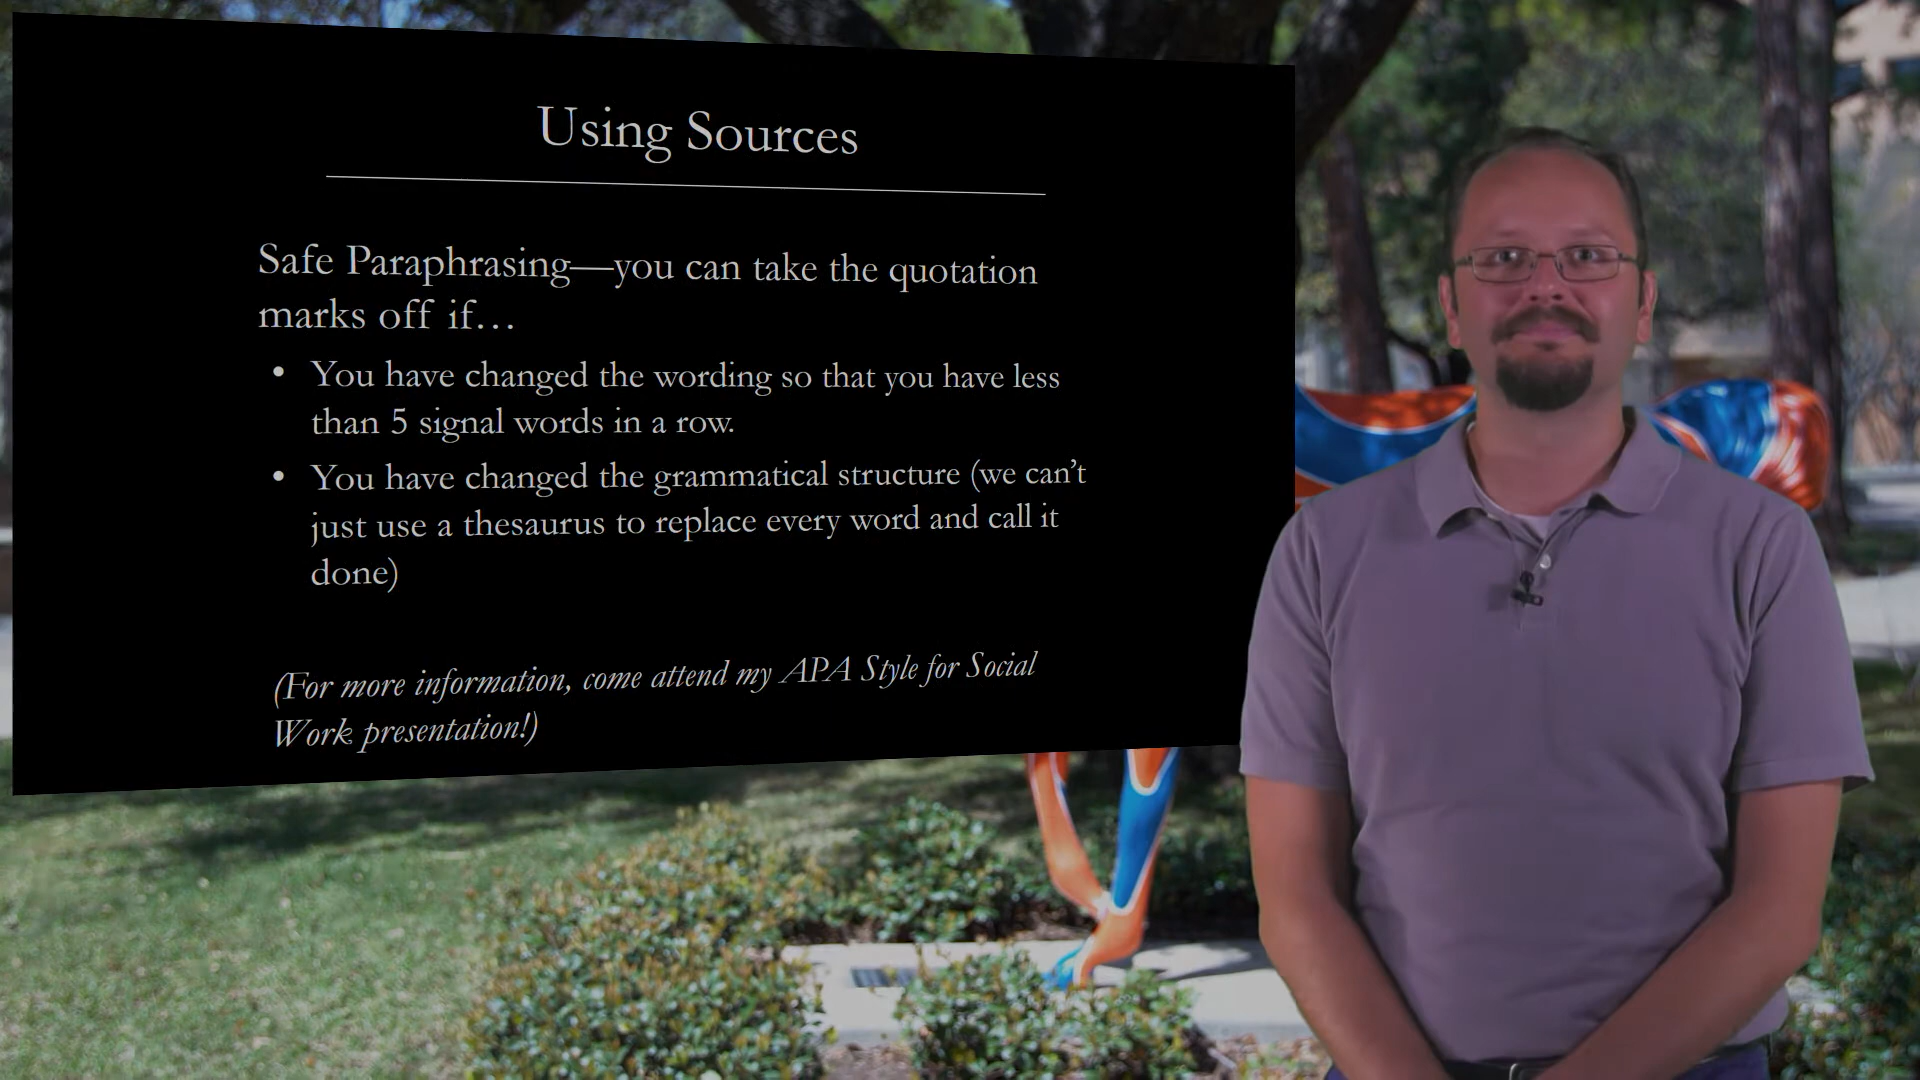 Using Sources
Safe Paraphrasing—you can take the quotation
marks off if…
• You have changed the wording so that you have less
than 5 signal words in a row.
• You have changed the grammatical structure (we can’t
just use a thesaurus to replace every word and call it
done)
(For more information, come attend my APA Style for Social
Work presentation!)